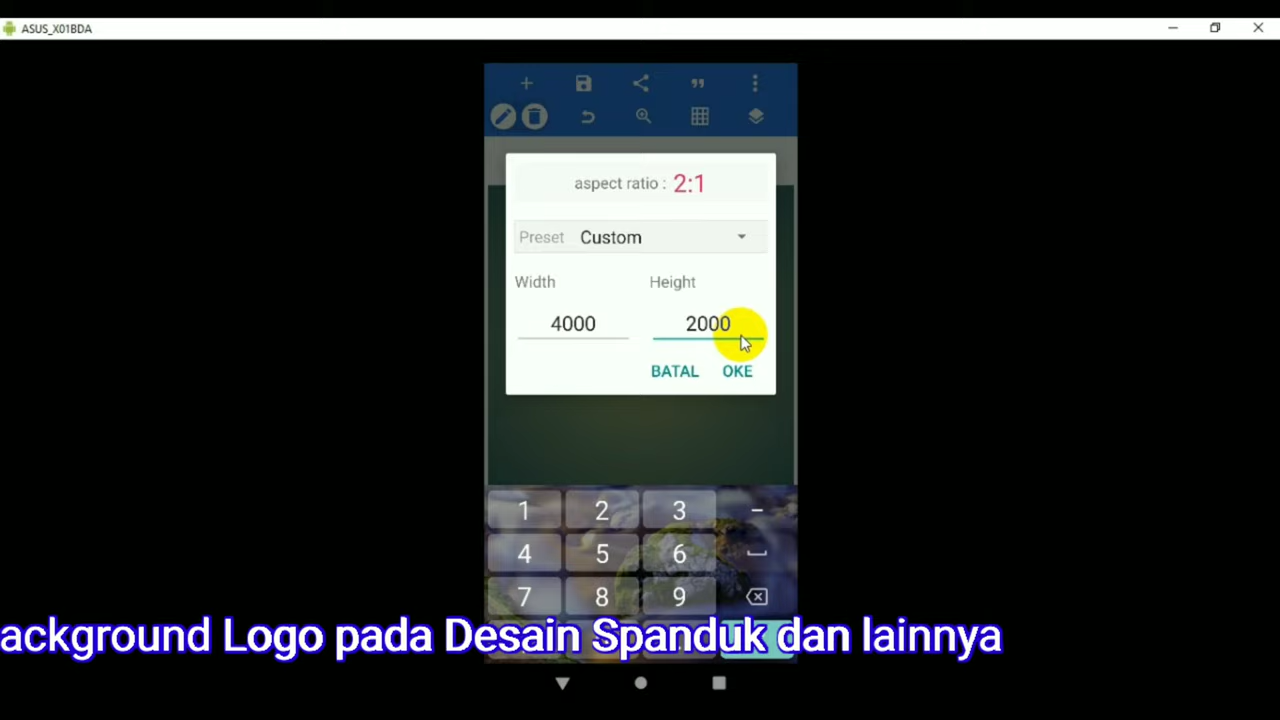 ASUS_X01BDA
aspect ratio : 2:1
Preset Custom
Width Height
4000 2000
BATAL OKE
1 2 3 -
4 5 6
7 8 9
ackground Logo pada Desain Spanduk dan lainnya